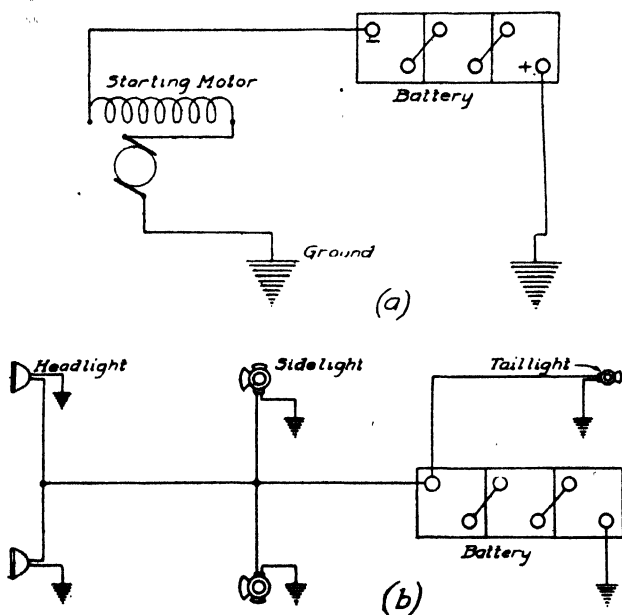 Starting Motor
−
+
Battery
Ground
(a)
Headlight
Sidelight
Taillight
Battery
(b)